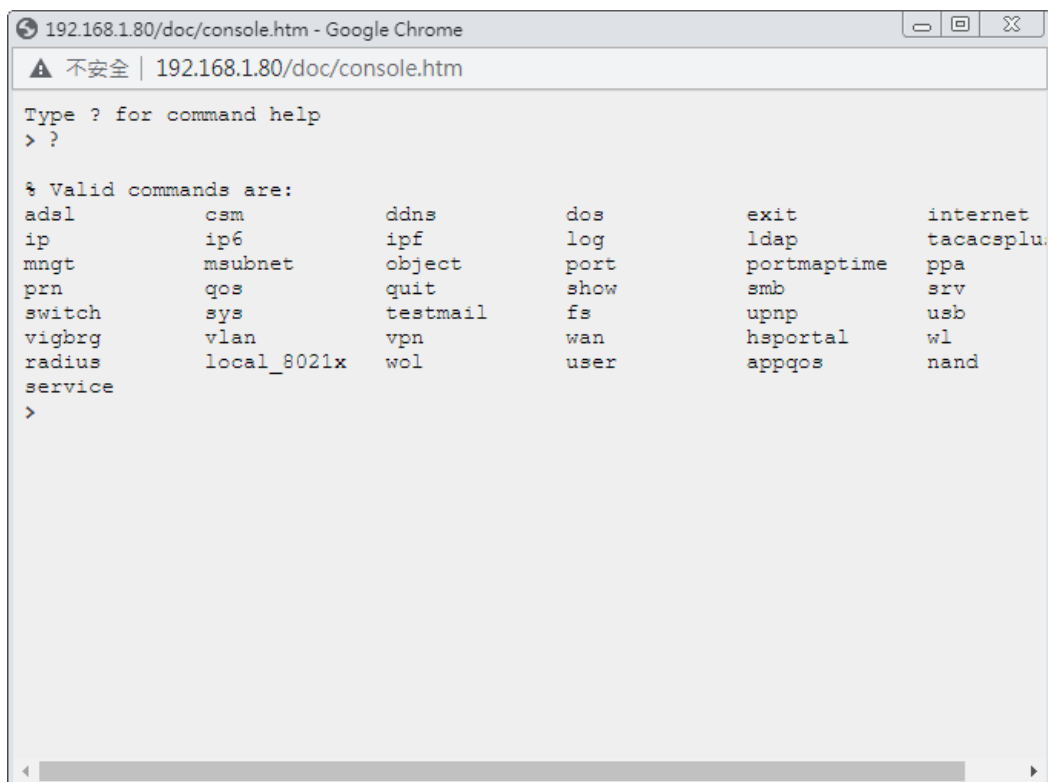 192.168.1.80/doc/console.htm - Google Chrome
不安全 | 192.168.1.80/doc/console.htm
Type ? for command help
> ?
% Valid commands are:
adsl csm ddns dos exit internet
ip ip6 ipf log ldap tacacsplu
mngt msubnet object port portmaptime ppa
prn qos quit show smb srv
switch sys testmail fs upnp usb
vigbrg vlan vpn wan hsportal wl
radius local_8021x wol user appqos nand
service
>